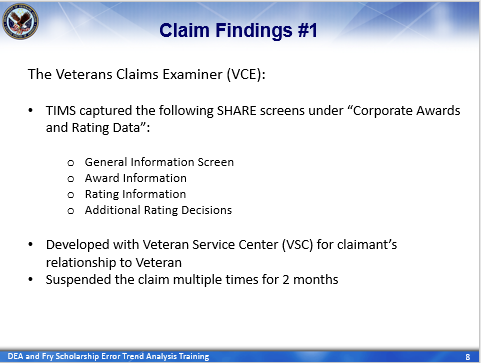 Claim Findings #1
The Veterans Claims Examiner (VCE):
• TIMS captured the following SHARE screens under “Corporate Awards
and Rating Data”:
o General Information Screen
o Award Information
o Rating Information
o Additional Rating Decisions
• Developed with Veteran Service Center (VSC) for claimant’s
relationship to Veteran
• Suspended the claim multiple times for 2 months
DEA and Fry Scholarship Error Trend Analysis Training
8